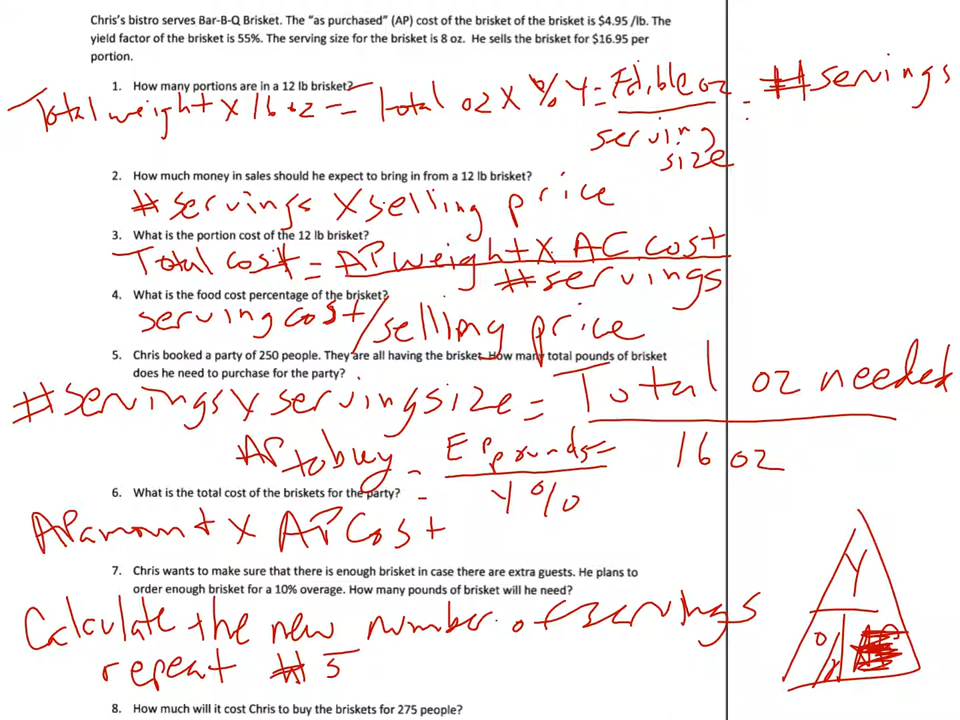 Chris's bistro serves Bar-B-Q Brisket. The "as purchased" (AP) cost of the brisket of the brisket is $4.95 /lb. The
yield factor of the brisket is 55%. The serving size for the brisket is 8 oz. He sells the brisket for $16.95 per
portion.
1. How many portions are in a 12 lb brisket?
Total weight X 16 oz = Total oz X % Y = Edible oz = # servings
serving
size
2. How much money in sales should he expect to bring in from a 12 lb brisket?
# servings X selling price
3. What is the portion cost of the 12 lb brisket?
Total cost = AP weight X AC cost
# servings
4. What is the food cost percentage of the brisket?
serving cost/selling price
5. Chris booked a party of 250 people. They are all having the brisket. How many total pounds of brisket
does he need to purchase for the party?
# servings X serving size = Total oz needed
16 oz
AP to buy = EP pounds =
Y %
6. What is the total cost of the briskets for the party?
AP amount X AP Cost
7. Chris wants to make sure that there is enough brisket in case there are extra guests. He plans to
order enough brisket for a 10% overage. How many pounds of brisket will he need?
Calculate the new number of servings
repeat # 5
Y
%
8. How much will it cost Chris to buy the briskets for 275 people?